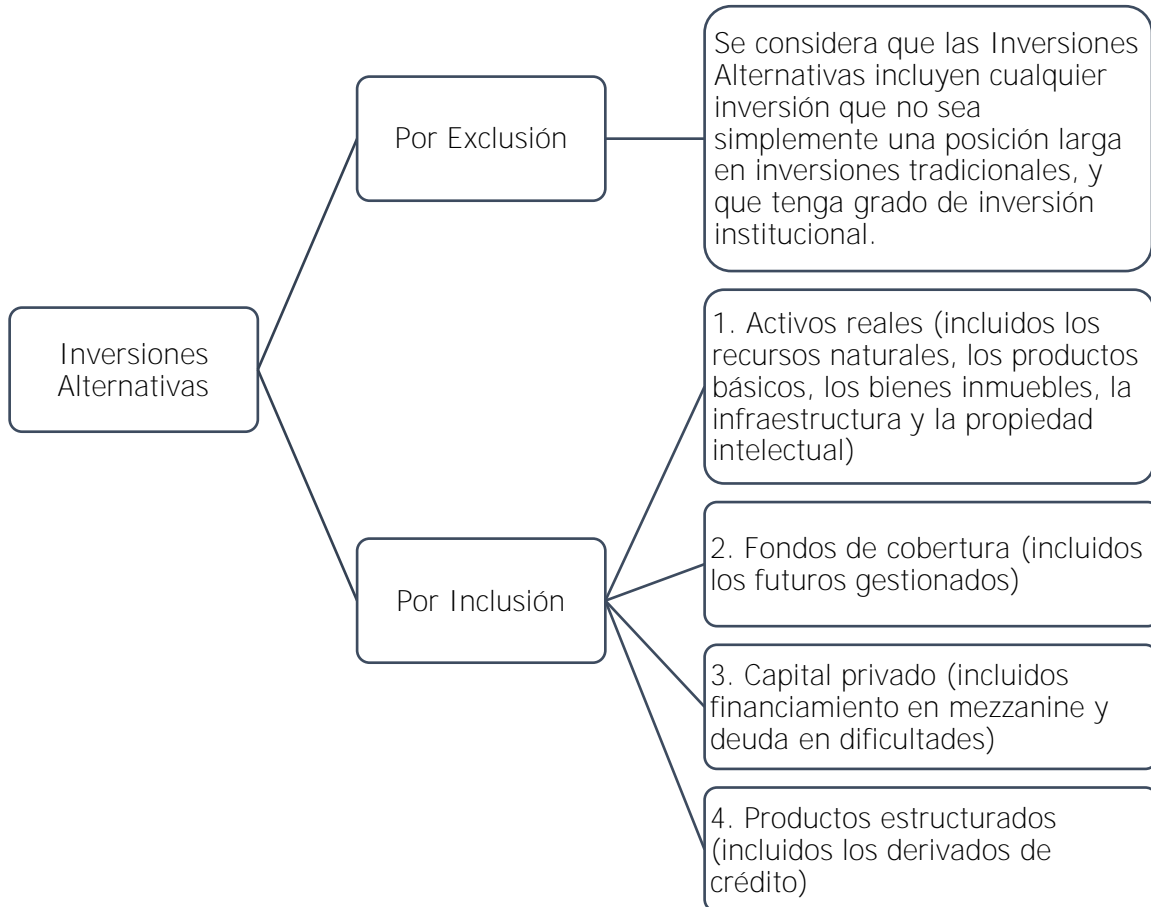 Inversiones
Alternativas
Por Exclusión
Se considera que las Inversiones
Alternativas incluyen cualquier
inversión que no sea
simplemente una posición larga
en inversiones tradicionales, y
que tenga grado de inversión
institucional.
Por Inclusión
1. Activos reales (incluidos los
recursos naturales, los productos
básicos, los bienes inmuebles, la
infraestructura y la propiedad
intelectual)
2. Fondos de cobertura (incluidos
los futuros gestionados)
3. Capital privado (incluidos
financiamiento en mezzanine y
deuda en dificultades)
4. Productos estructurados
(incluidos los derivados de
crédito)